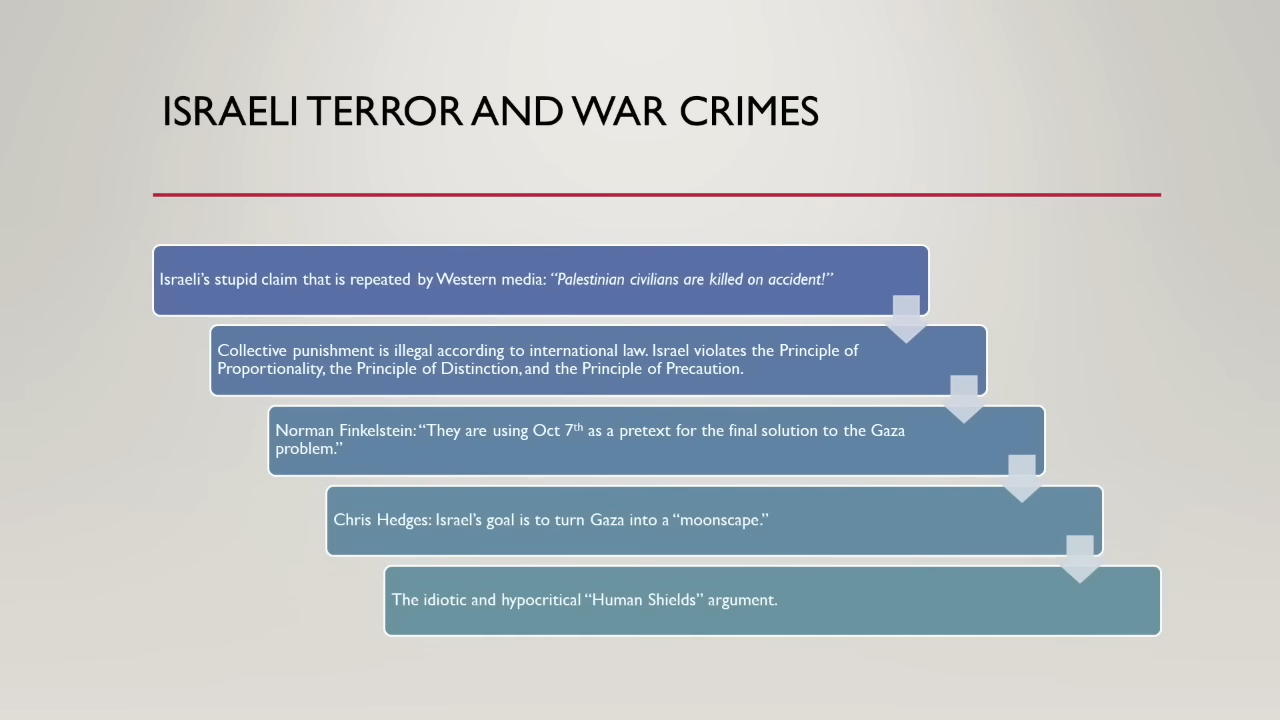 ISRAELI TERROR AND WAR CRIMES
Israeli’s stupid claim that is repeated by Western media: “Palestinian civilians are killed on accident!”
Collective punishment is illegal according to international law. Israel violates the Principle of
Proportionality, the Principle of Distinction, and the Principle of Precaution.
Norman Finkelstein: “They are using Oct 7th as a pretext for the final solution to the Gaza
problem.”
Chris Hedges: Israel’s goal is to turn Gaza into a “moonscape.”
The idiotic and hypocritical “Human Shields” argument.